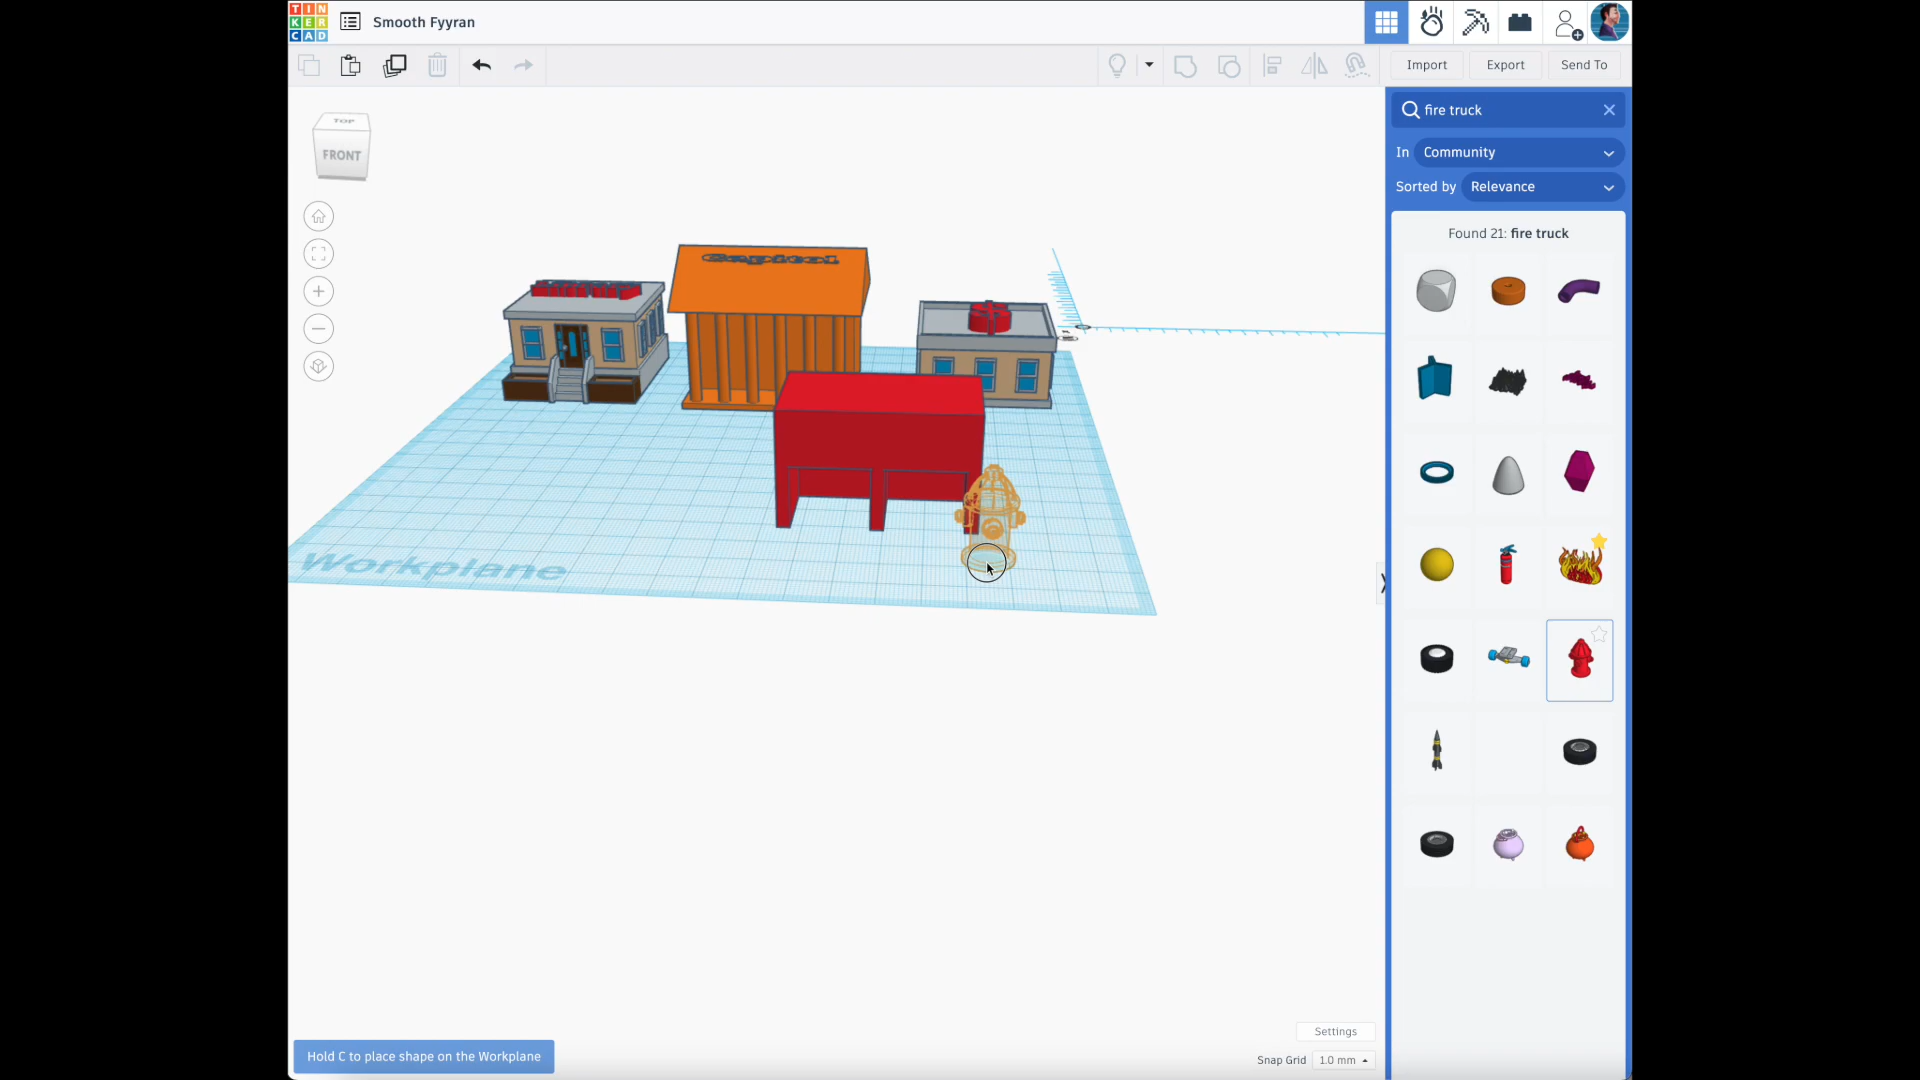 TIN
KER
CAD
Smooth Fyyran
Import
Export
Send To
fire truck
In
Community
Sorted by
Relevance
Found 21: fire truck
TOP
FRONT
Capitol
Workplane
Settings
Snap Grid
1.0 mm
Hold C to place shape on the Workplane